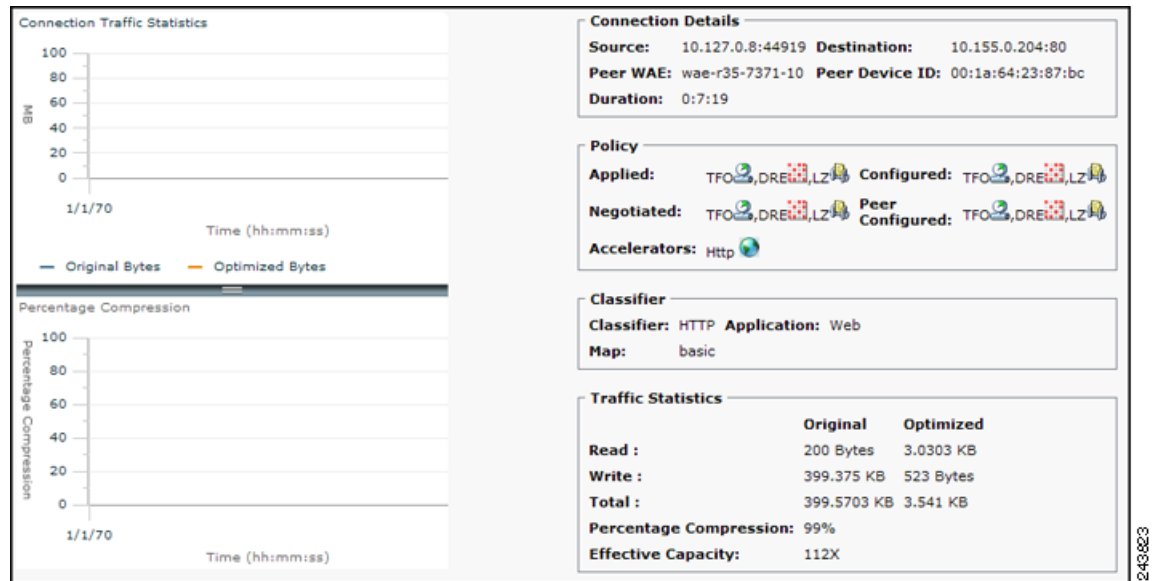 Connection Traffic Statistics
100
80
60
40
20
0
MB
1/1/70
Time (hh:mm:ss)
Original Bytes Optimized Bytes
Percentage Compression
100
80
60
40
20
0
Percentage Compression
1/1/70
Time (hh:mm:ss)
Connection Details
Source: 10.127.0.8:44919 Destination: 10.155.0.204:80
Peer WAE: wae-r35-7371-10 Peer Device ID: 00:1a:64:23:87:bc
Duration: 0:7:19
Policy
Applied: TFO,DRE,LZ Configured: TFO,DRE,LZ
Negotiated: TFO,DRE,LZ Peer Configured: TFO,DRE,LZ
Accelerators: Http
Classifier
Classifier: HTTP Application: Web
Map: basic
Traffic Statistics
Original Optimized
Read : 200 Bytes 3.0303 KB
Write : 399.375 KB 523 Bytes
Total : 399.5703 KB 3.541 KB
Percentage Compression: 99%
Effective Capacity: 112X
243823